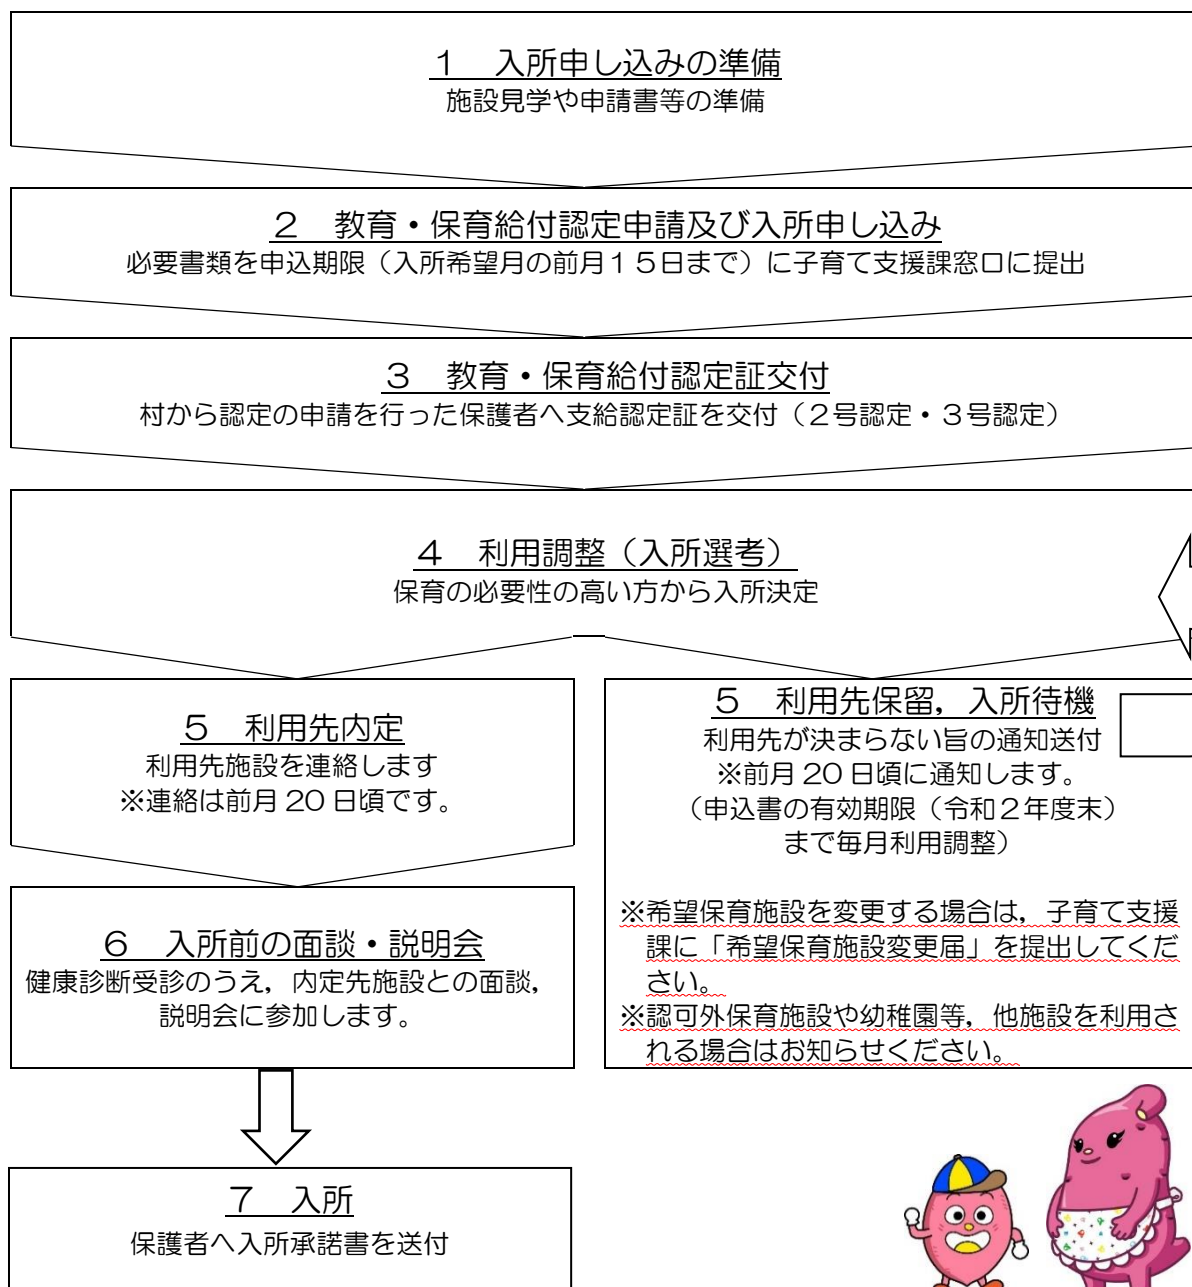 １　入所申し込みの準備
施設見学や申請書等の準備
２　教育・保育給付認定申請及び入所申し込み
必要書類を申込期限（入所希望月の前月１５日まで）に子育て支援課窓口に提出
３　教育・保育給付認定証交付
村から認定の申請を行った保護者へ支給認定証を交付（２号認定・３号認定）
４　利用調整（入所選考）
保育の必要性の高い方から入所決定
５　利用先内定
利用先施設を連絡します
※連絡は前月 20 日頃です。
５　利用先保留，入所待機
利用先が決まらない旨の通知送付
※前月 20 日頃に通知します。
（申込書の有効期限（令和２年度末）
まで毎月利用調整）
※希望保育施設を変更する場合は，子育て支援
課に「希望保育施設変更届」を提出してくだ
さい。
※認可外保育施設や幼稚園等，他施設を利用さ
れる場合はお知らせください。
６　入所前の面談・説明会
健康診断受診のうえ，内定先施設との面談，
説明会に参加します。
７　入所
保護者へ入所承諾書を送付